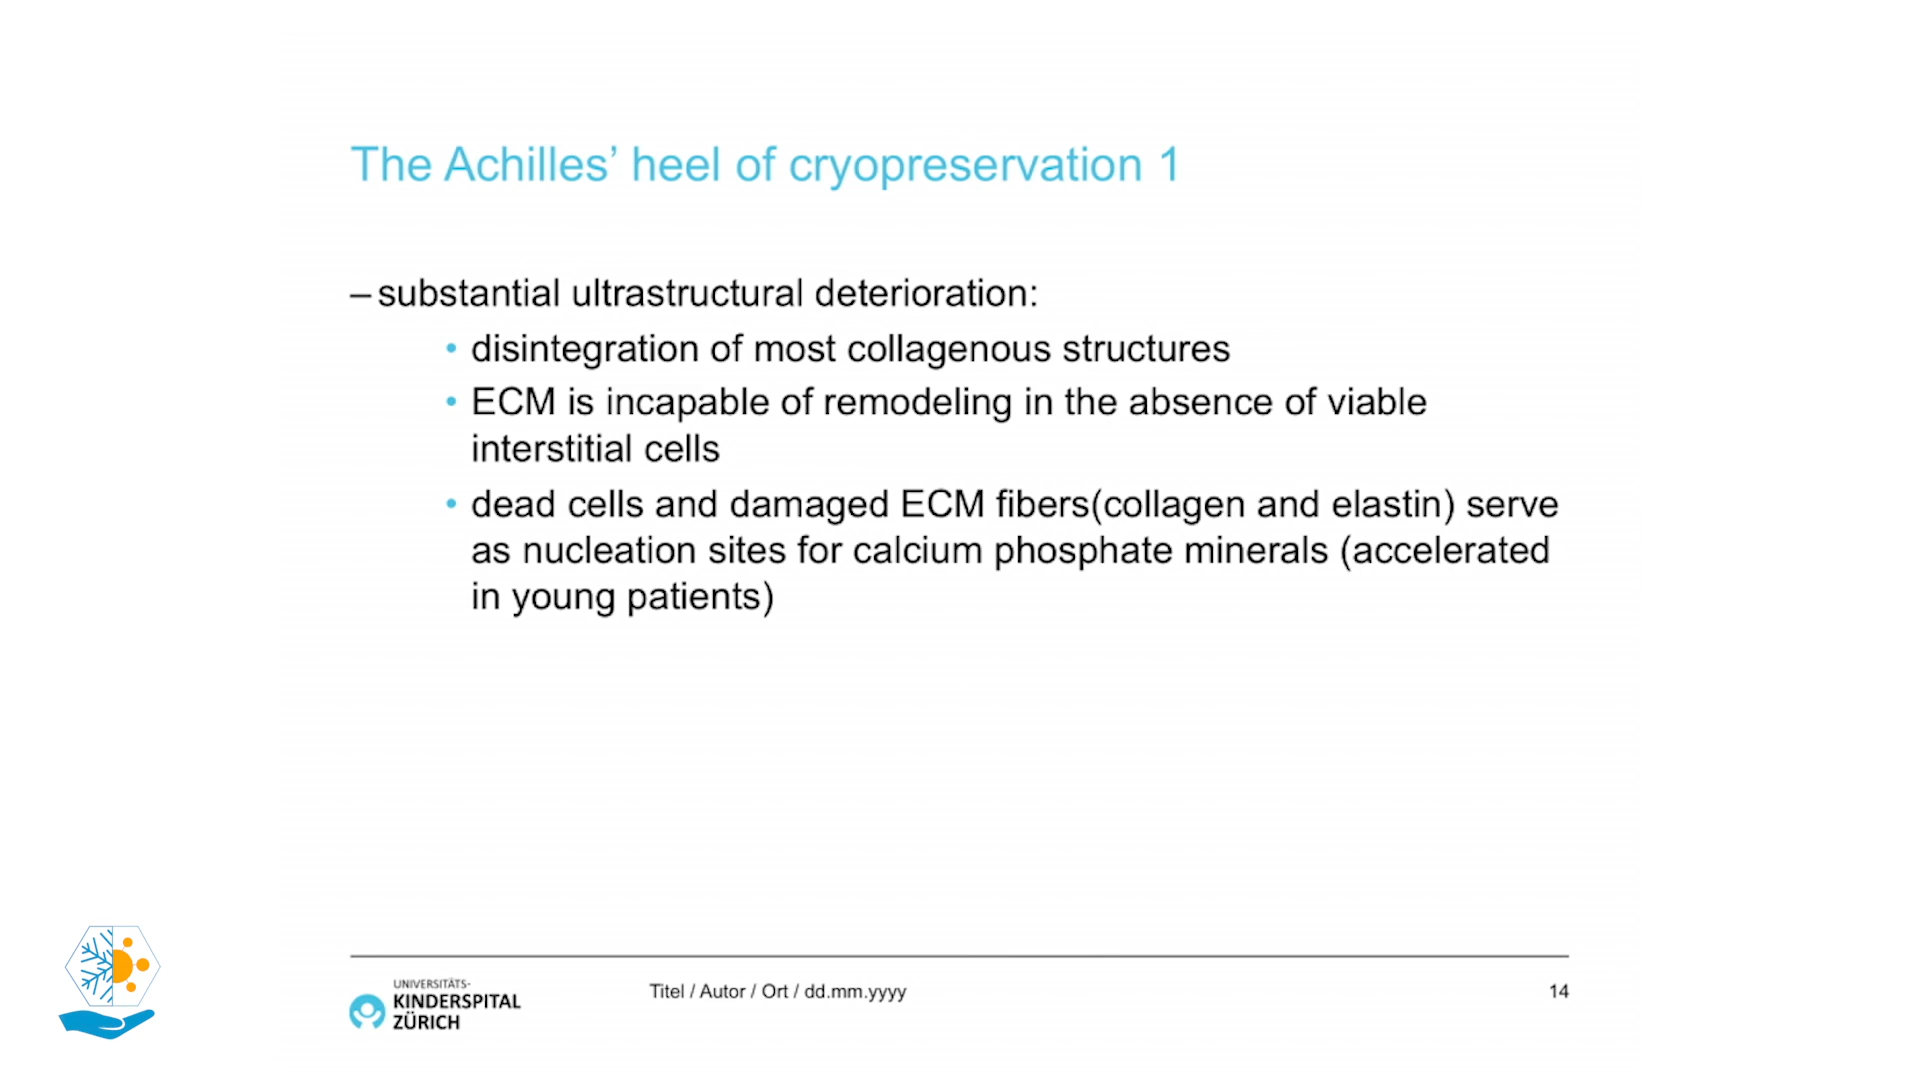 The Achilles’ heel of cryopreservation 1
– substantial ultrastructural deterioration:
• disintegration of most collagenous structures
• ECM is incapable of remodeling in the absence of viable
interstitial cells
• dead cells and damaged ECM fibers(collagen and elastin) serve
as nucleation sites for calcium phosphate minerals (accelerated
in young patients)
UNIVERSITÄTS-
KINDERSPITAL
ZÜRICH
Titel / Autor / Ort / dd.mm.yyyy
14